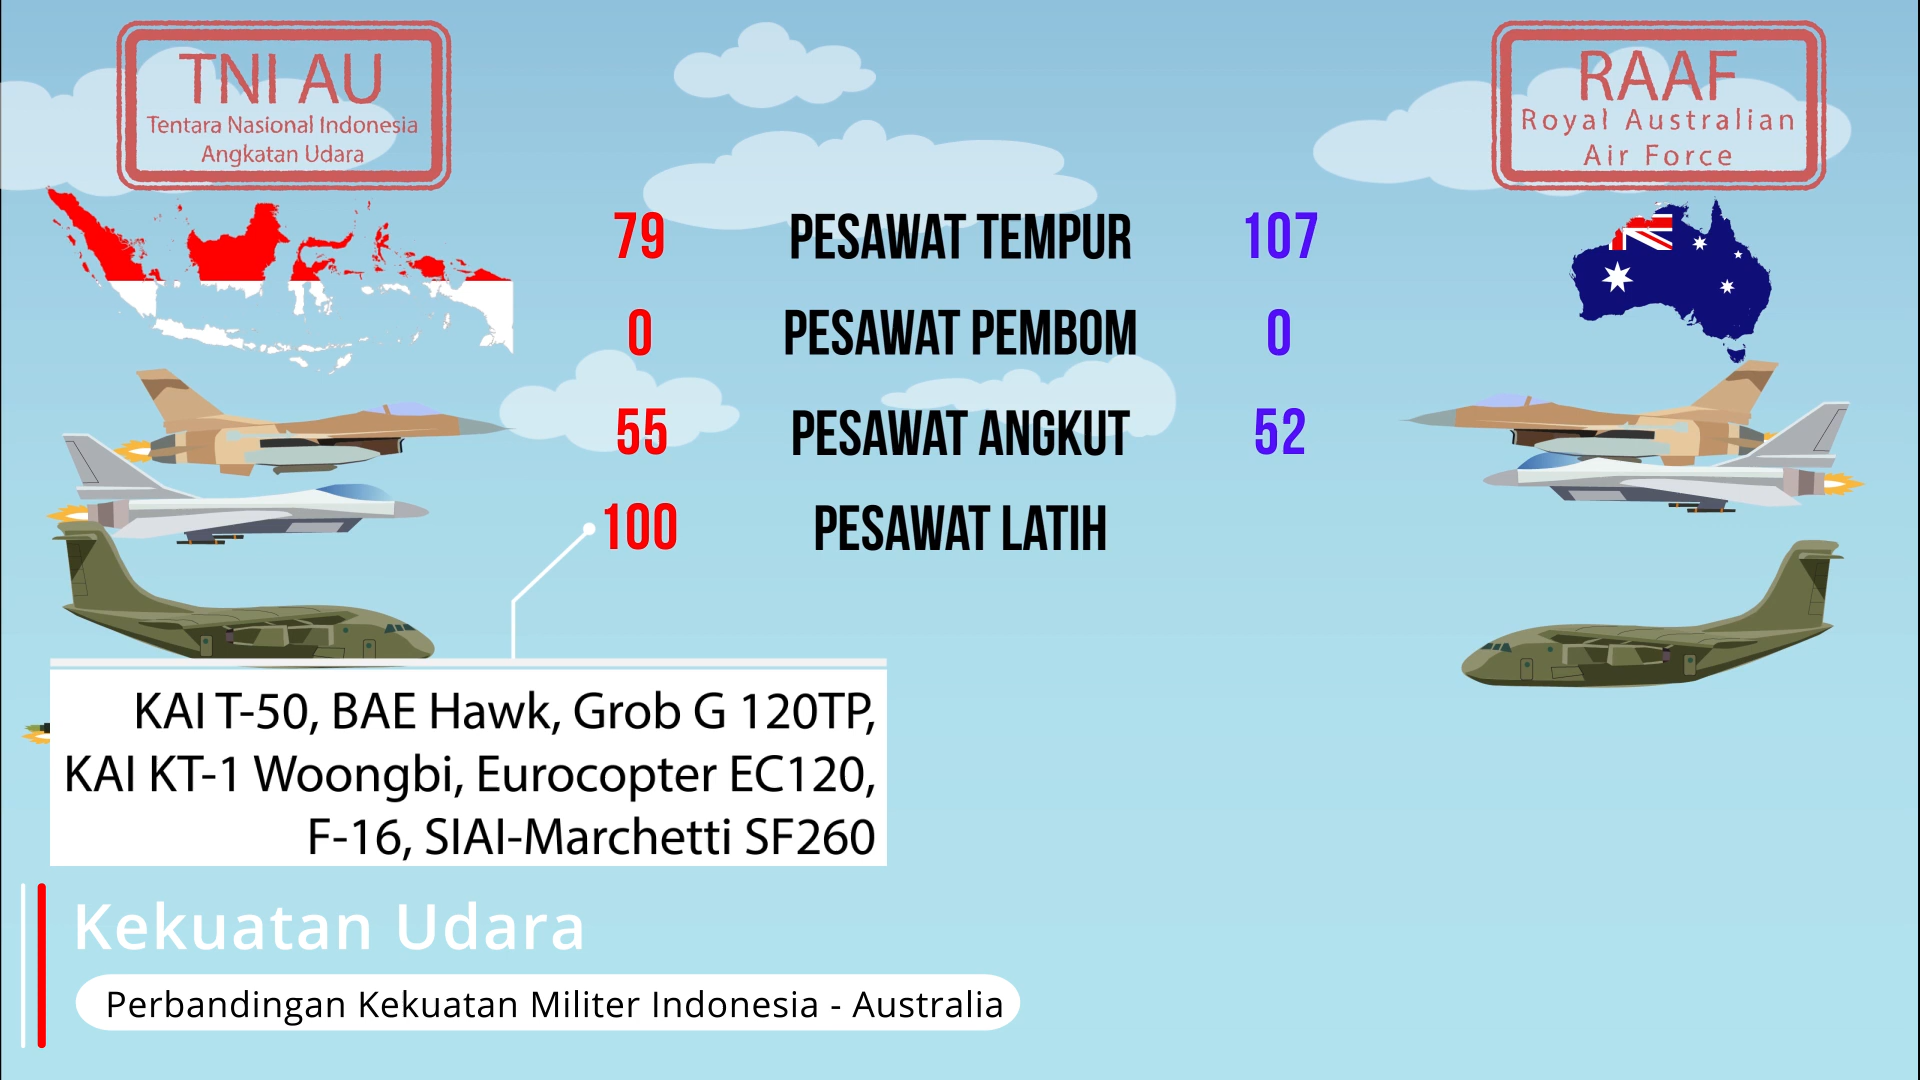 TNI AU
Tentara Nasional Indonesia
Angkatan Udara
RAAF
Royal Australian
Air Force
79 PESAWAT TEMPUR 107
0 PESAWAT PEMBOM 0
55 PESAWAT ANGKUT 52
100 PESAWAT LATIH
KAI T-50, BAE Hawk, Grob G 120TP,
KAI KT-1 Woongbi, Eurocopter EC120,
F-16, SIAI-Marchetti SF260
Kekuatan Udara
Perbandingan Kekuatan Militer Indonesia - Australia